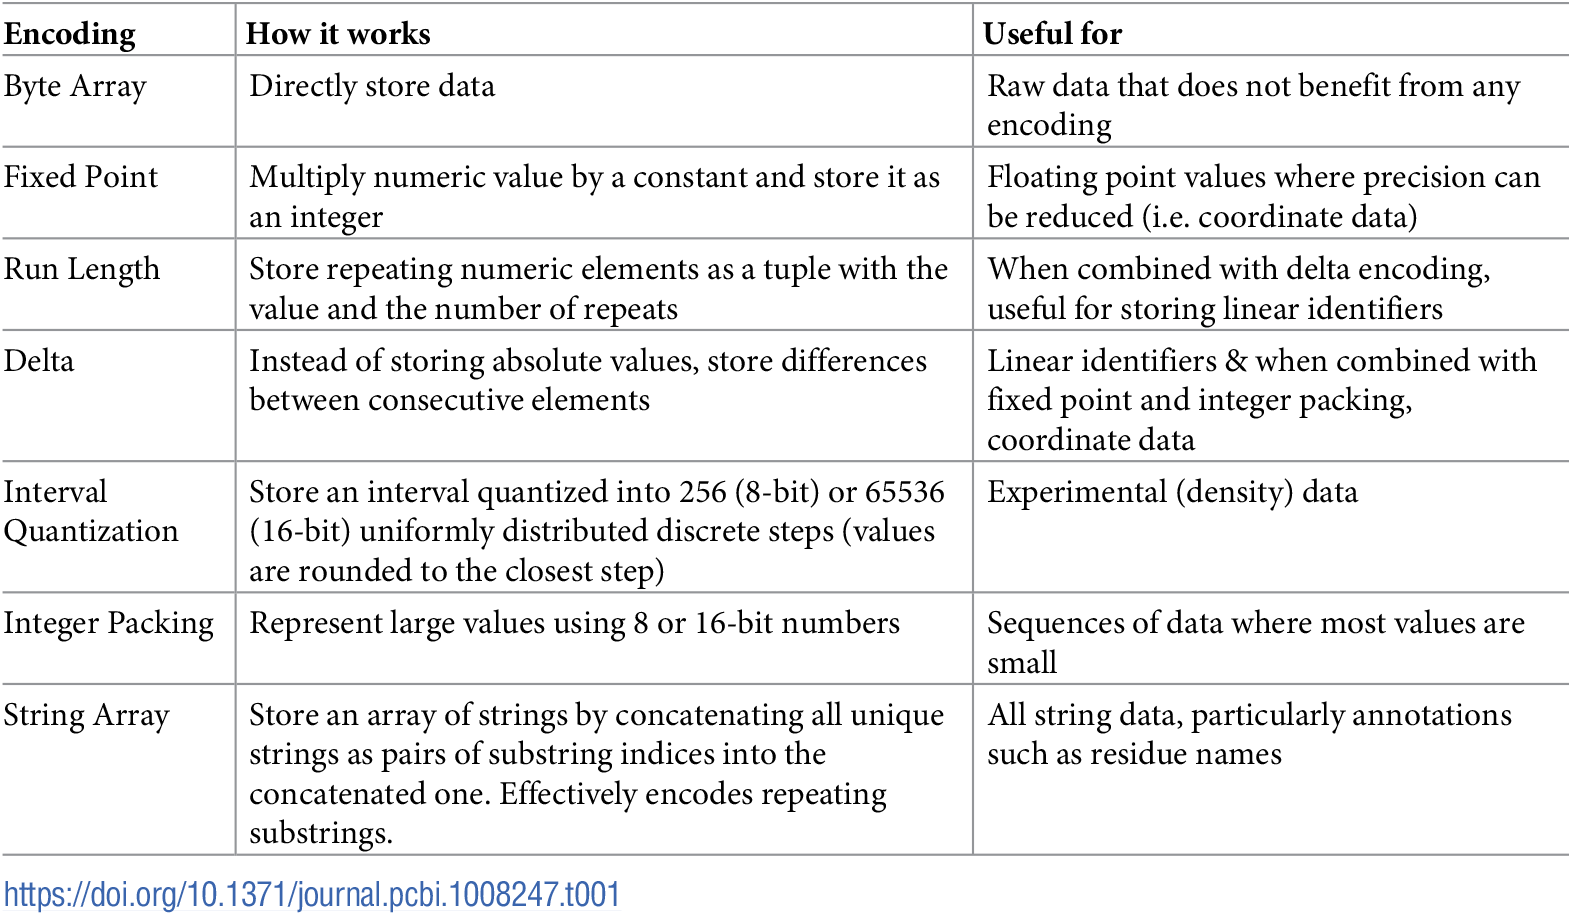 Encoding How it works Useful for
Byte Array Directly store data Raw data that does not benefit from any
encoding
Fixed Point Multiply numeric value by a constant and store it as Floating point values where precision can
an integer be reduced (i.e. coordinate data)
Run Length Store repeating numeric elements as a tuple with the When combined with delta encoding,
value and the number of repeats useful for storing linear identifiers
Delta Instead of storing absolute values, store differences Linear identifiers & when combined with
between consecutive elements fixed point and integer packing,
coordinate data
Interval Store an interval quantized into 256 (8-bit) or 65536 Experimental (density) data
Quantization (16-bit) uniformly distributed discrete steps (values
are rounded to the closest step)
Integer Packing Represent large values using 8 or 16-bit numbers Sequences of data where most values are
small
String Array Store an array of strings by concatenating all unique All string data, particularly annotations
strings as pairs of substring indices into the such as residue names
concatenated one. Effectively encodes repeating
substrings.
https://doi.org/10.1371/journal.pcbi.1008247.t001